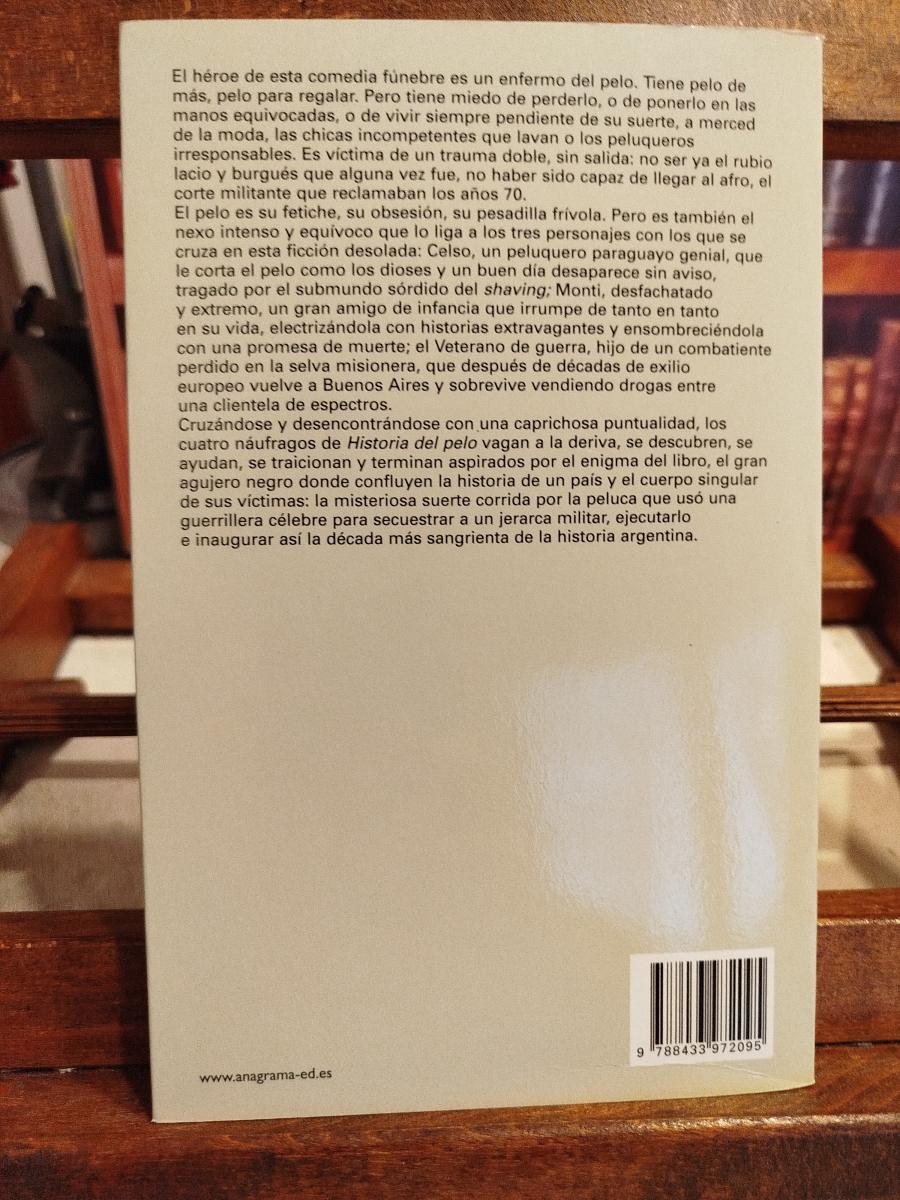 El héroe de esta comedia fúnebre es un enfermo del pelo. Tiene pelo de
más, pelo para regalar. Pero tiene miedo de perderlo, o de ponerlo en las
manos equivocadas, o de vivir siempre pendiente de su suerte, a merced
de la moda, las chicas incompetentes que lavan o los peluqueros
irresponsables. Es víctima de un trauma doble, sin salida: no ser ya el rubio
lacio y burgués que alguna vez fue, no haber sido capaz de llegar al afro, el
corte militante que reclamaban los años 70.
El pelo es su fetiche, su obsesión, su pesadilla frívola. Pero es también el
nexo intenso y equívoco que lo liga a los tres personajes con los que se
cruza en esta ficción desolada: Celso, un peluquero paraguayo genial, que
le corta el pelo como los dioses y un buen día desaparece sin aviso,
tragado por el submundo sórdido del shaving; Monti, desfachatado
y extremo, un gran amigo de infancia que irrumpe de tanto en tanto
en su vida, electrizándola con historias extravagantes y ensombreciéndola
con una promesa de muerte; el Veterano de guerra, hijo de un combatiente
perdido en la selva misionera, que después de décadas de exilio
europeo vuelve a Buenos Aires y sobrevive vendiendo drogas entre
una clientela de espectros.
Cruzándose y desencontrándose con una caprichosa puntualidad, los
cuatro náufragos de Historia del pelo vagan a la deriva, se descubren, se
ayudan, se traicionan y terminan aspirados por el enigma del libro, el gran
agujero negro donde confluyen la historia de un país y el cuerpo singular
de sus víctimas: la misteriosa suerte corrida por la peluca que usó una
guerrillera célebre para secuestrar a un jerarca militar, ejecutarlo
e inaugurar así la década más sangrienta de la historia argentina.
9 788433 972095
www.anagrama-ed.es